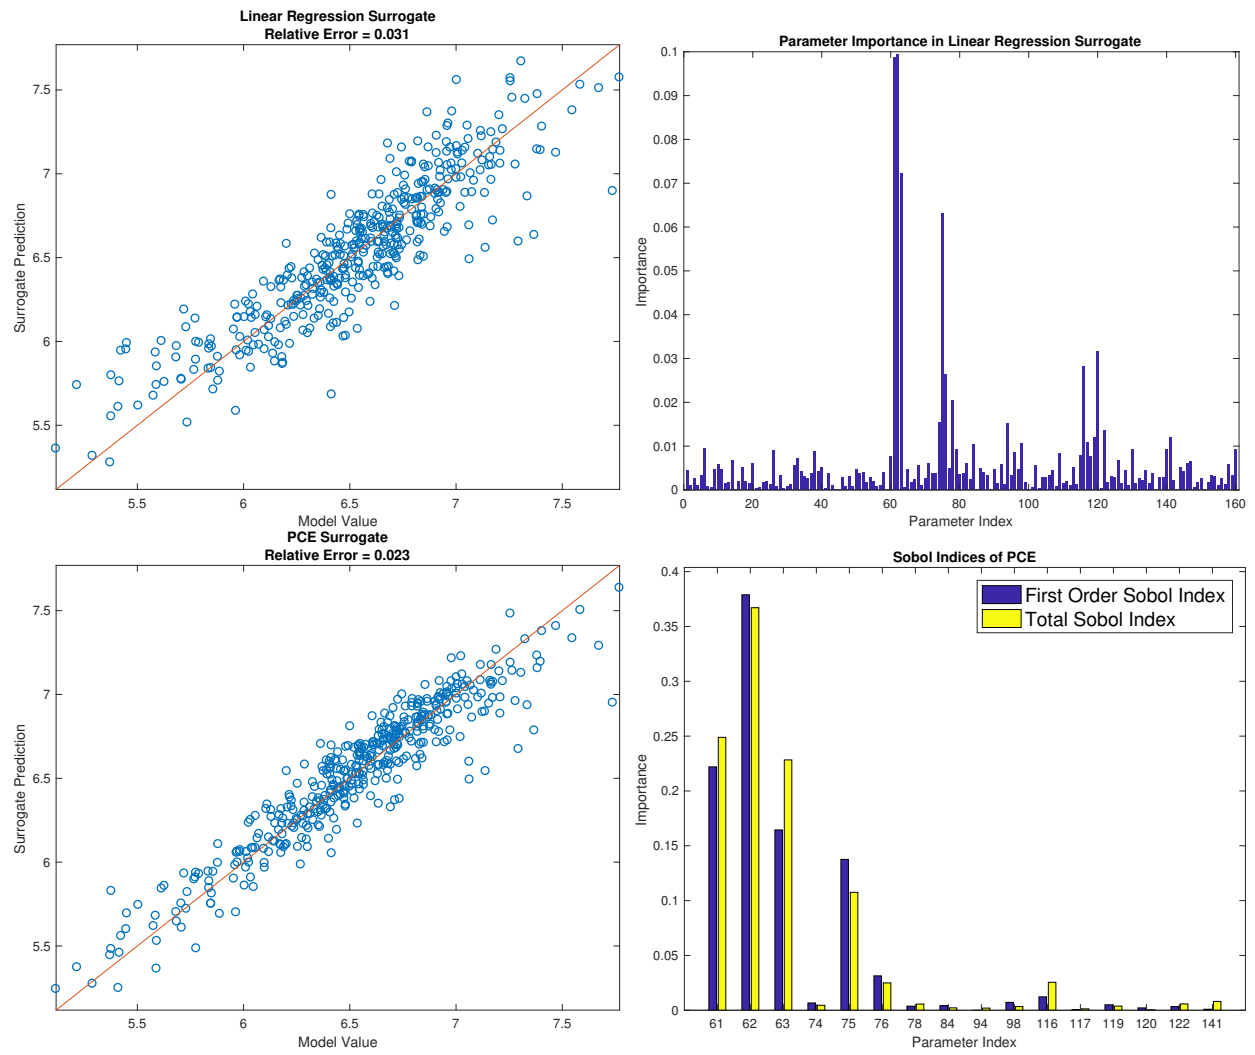 Linear Regression Surrogate
Relative Error = 0.031
7.5
7
6.5
6
5.5
Surrogate Prediction
5.5 6 6.5 7 7.5
Model Value
Parameter Importance in Linear Regression Surrogate
0.1
0.09
0.08
0.07
0.06
0.05
0.04
0.03
0.02
0.01
0
Importance
0 20 40 60 80 100 120 140 160
Parameter Index
PCE Surrogate
Relative Error = 0.023
7.5
7
6.5
6
5.5
Surrogate Prediction
5.5 6 6.5 7 7.5
Model Value
Sobol Indices of PCE
First Order Sobol Index
Total Sobol Index
0.4
0.35
0.3
0.25
0.2
0.15
0.1
0.05
0
Importance
61 62 63 74 75 76 78 84 94 98 116 117 119 120 122 141
Parameter Index